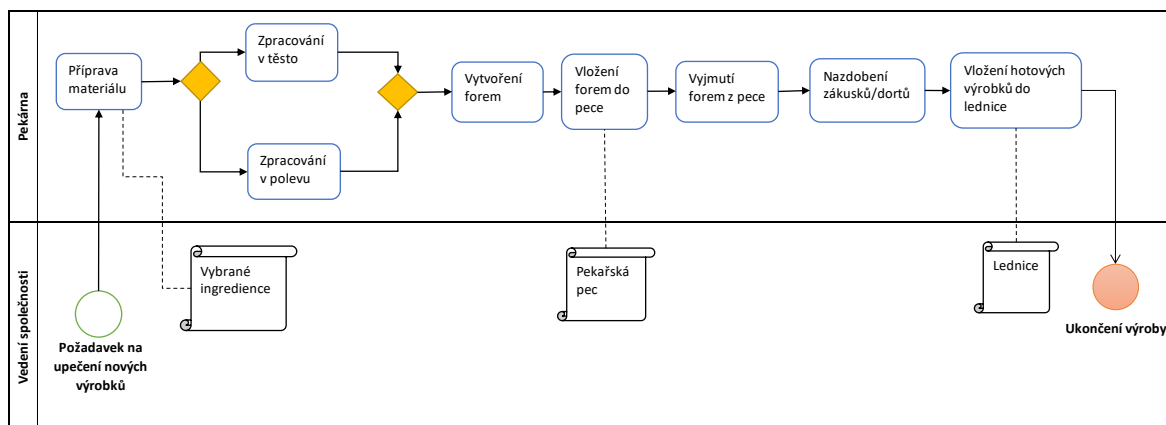 Pekárna
Příprava
materiálu
Zpracování
v těsto
Zpracování
v polevu
Vytvoření
forem
Vložení
forem do
pece
Vyjmutí
forem z pece
Nazdobení
zákusků/dortů
Vložení hotových
výrobků do
lednice
Vedení společnosti
Požadavek na
upečení nových
výrobků
Vybrané
ingredience
Pekařská
pec
Lednice
Ukončení výroby